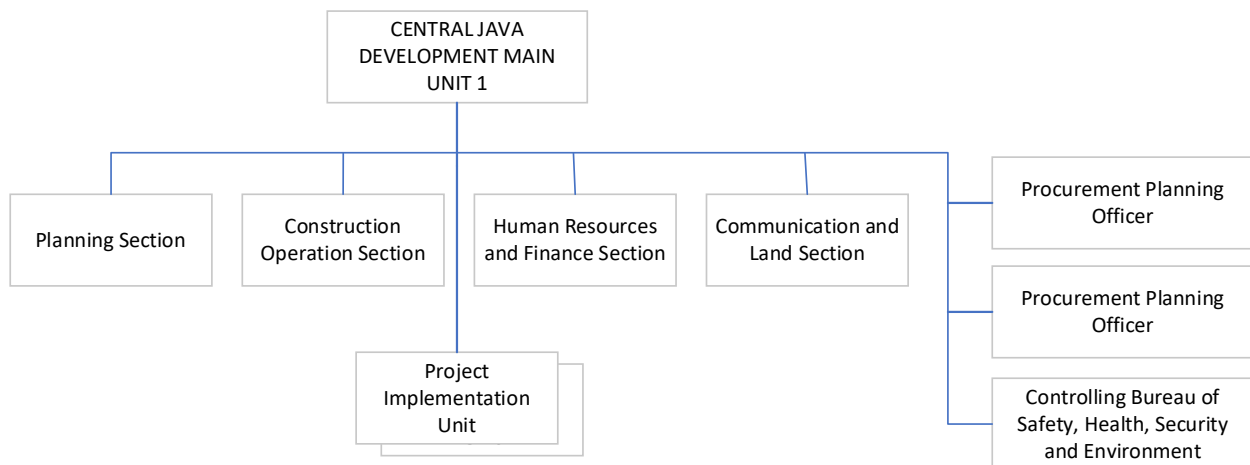 CENTRAL JAVA
DEVELOPMENT MAIN
UNIT 1
Planning Section
Construction
Operation Section
Human Resources
and Finance Section
Communication and
Land Section
Procurement Planning
Officer
Procurement Planning
Officer
Controlling Bureau of
Safety, Health, Security
and Environment
Project
Implementation
Unit